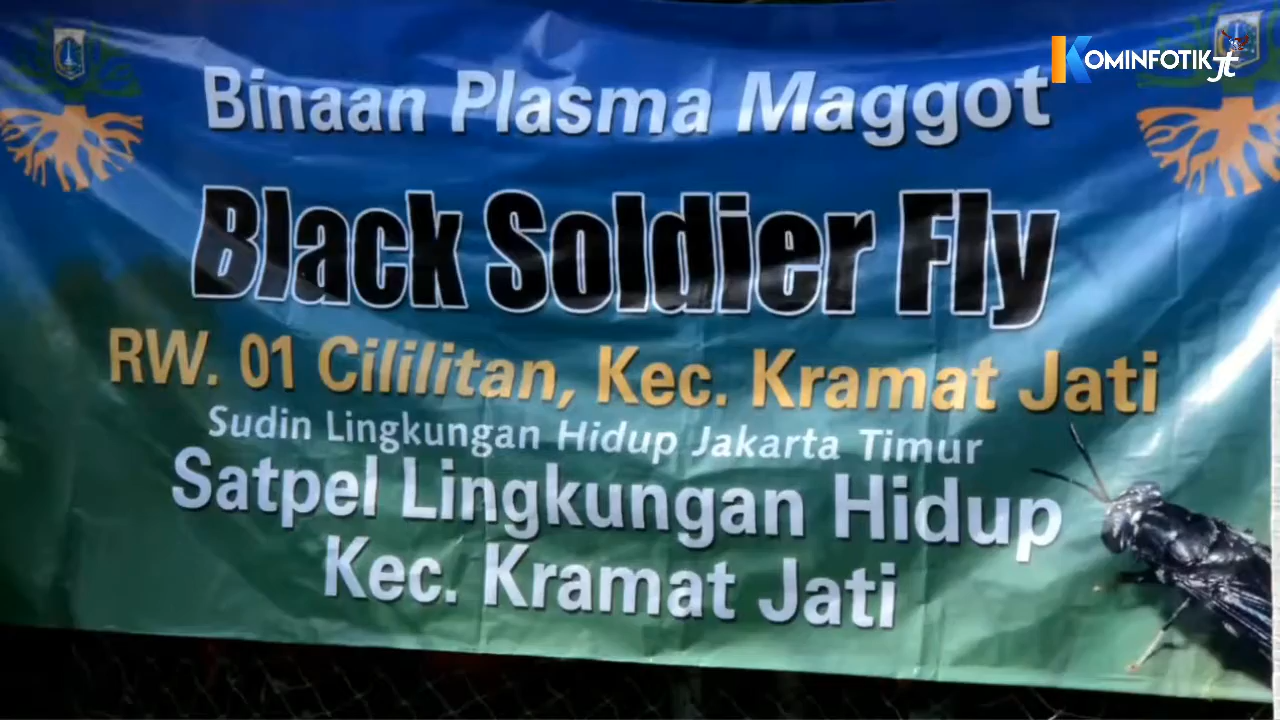 KOMINFOTIK JT
Binaan Plasma Maggot
Black Soldier Fly
RW. 01 Cililitan, Kec. Kramat Jati
Sudin Lingkungan Hidup Jakarta Timur
Satpel Lingkungan Hidup
Kec. Kramat Jati